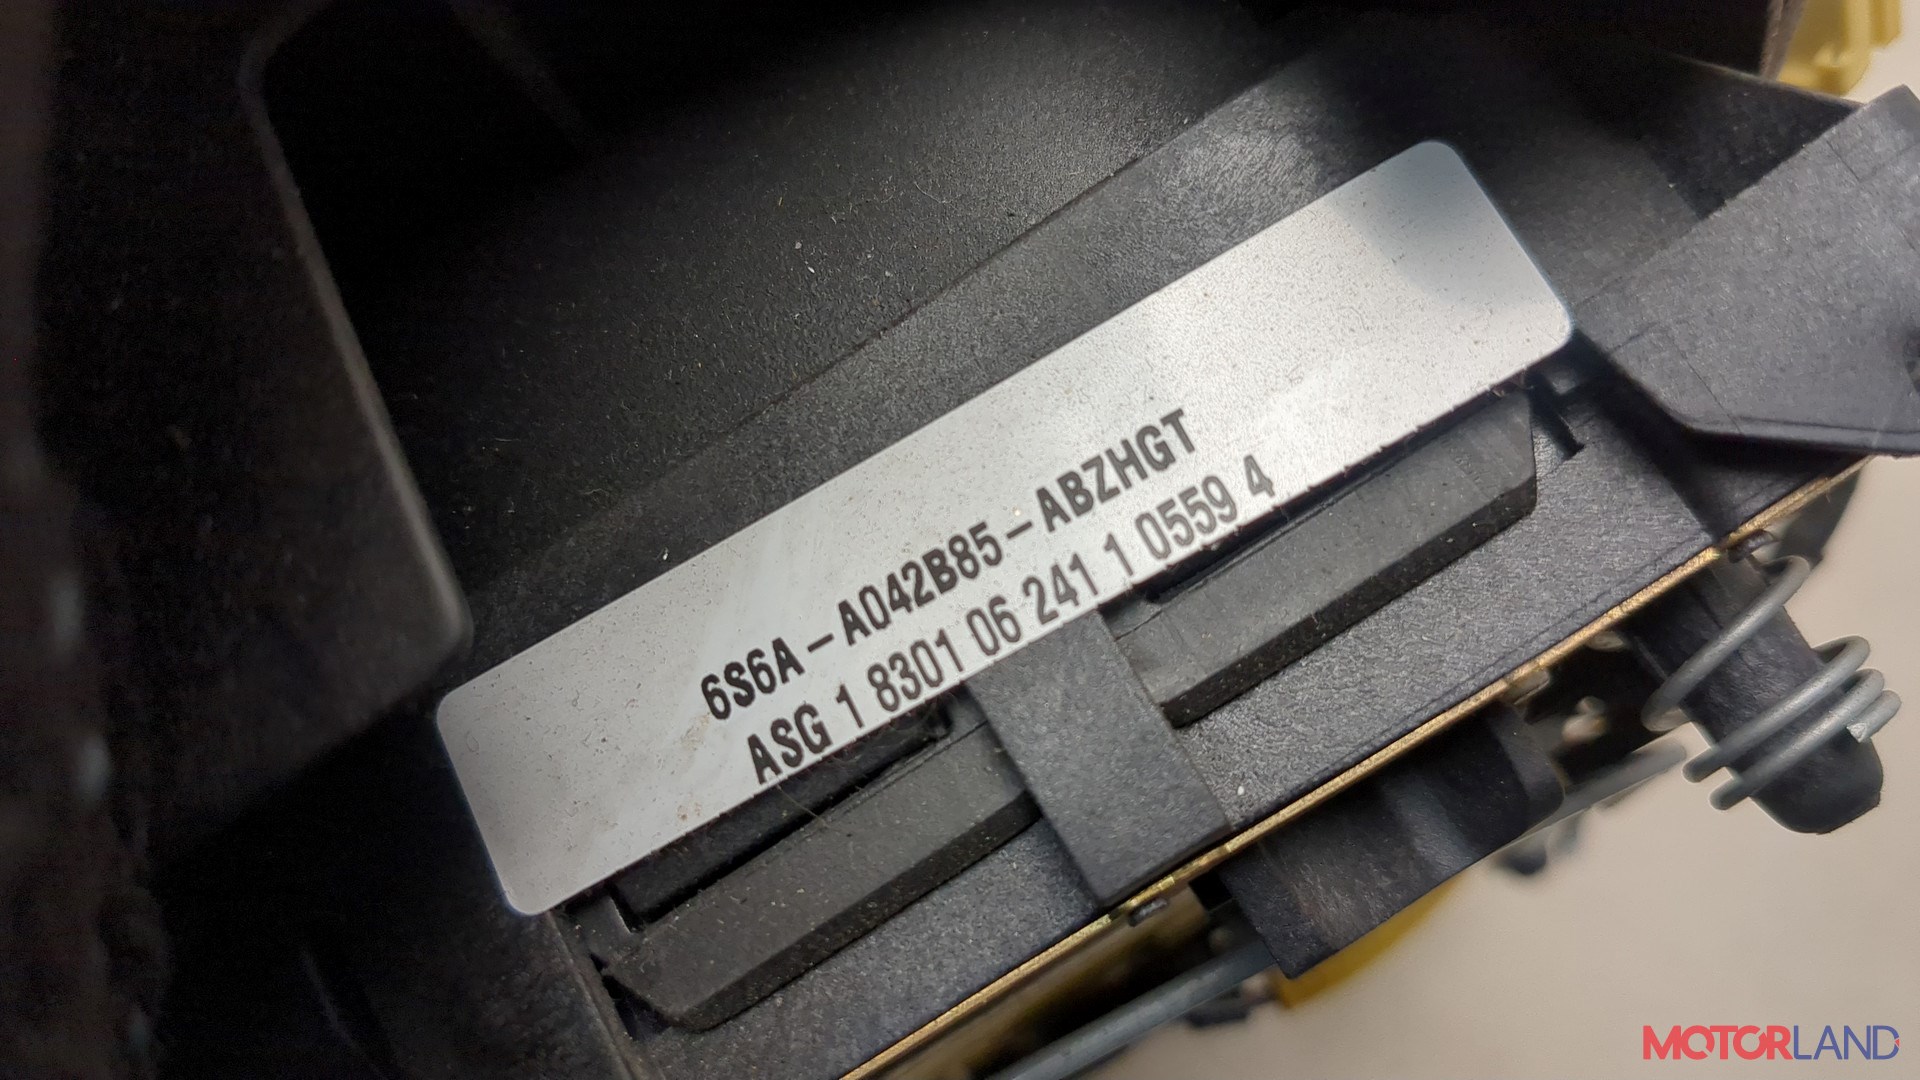 6S6A-A042B85-ABZHGT
ASG 1 8301 06 241 1 0559 4
MOTORLAND